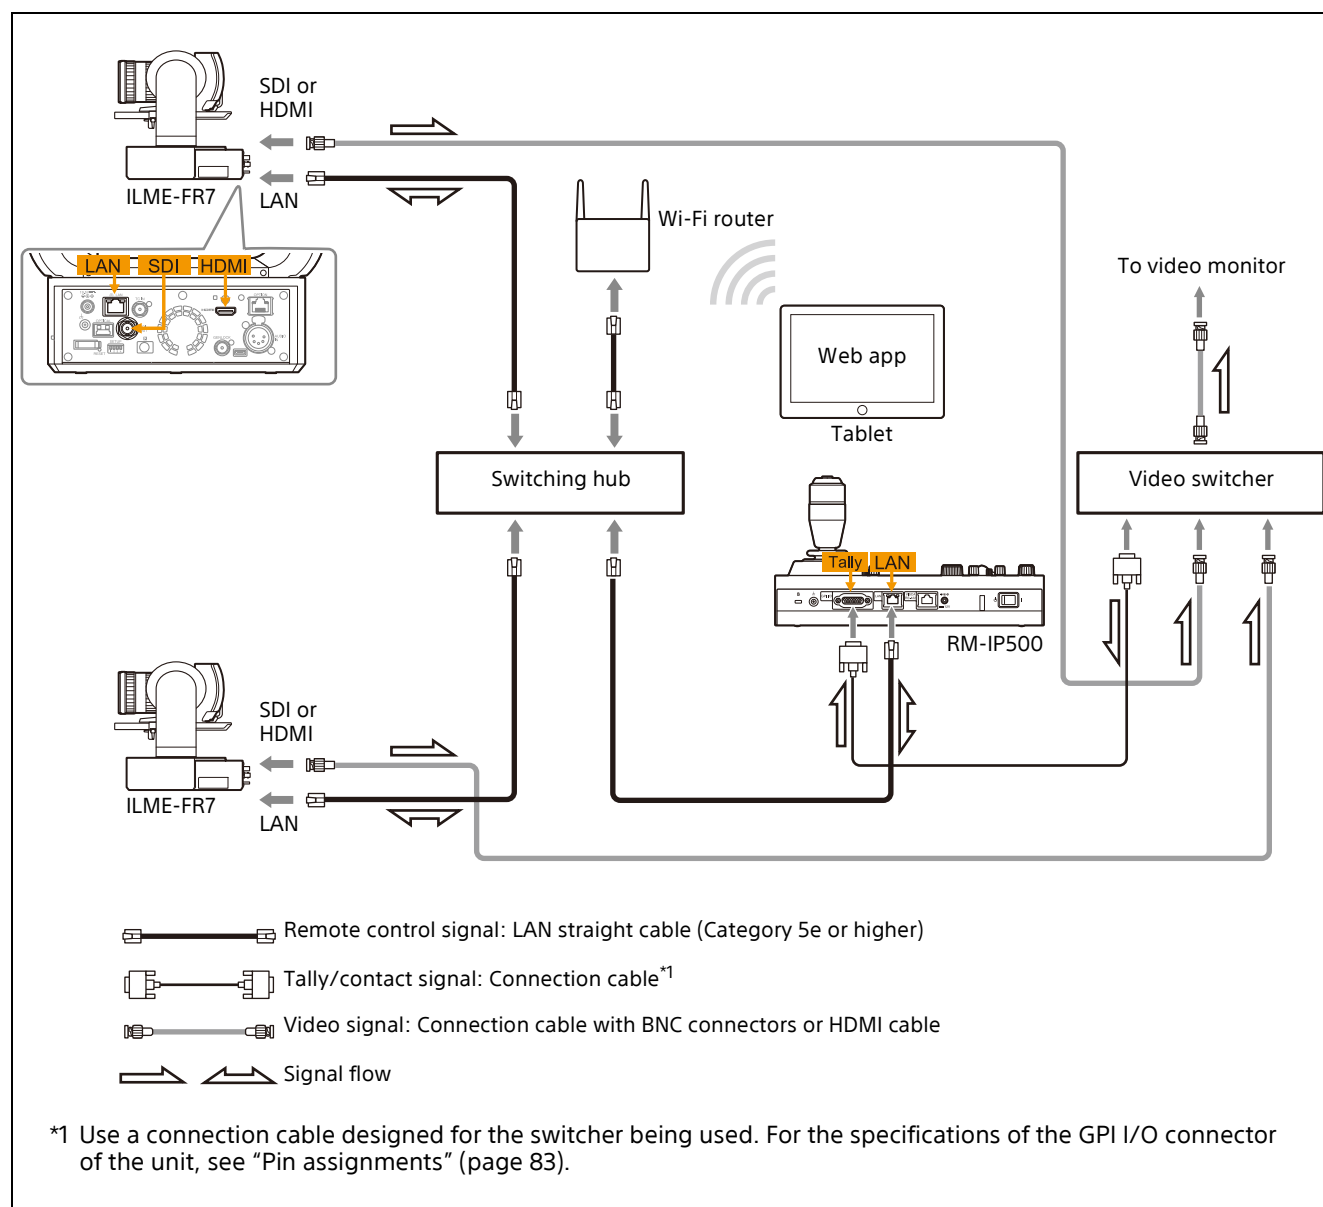 SDI or
HDMI
ILME-FR7
LAN
LAN
SDI
HDMI
Wi-Fi router
To video monitor
Web app
Tablet
Switching hub
Video switcher
Tally
LAN
RM-IP500
SDI or
HDMI
ILME-FR7
LAN
Remote control signal: LAN straight cable (Category 5e or higher)
Tally/contact signal: Connection cable*1
Video signal: Connection cable with BNC connectors or HDMI cable
Signal flow
*1 Use a connection cable designed for the switcher being used. For the specifications of the GPI I/O connector
of the unit, see “Pin assignments” (page 83).